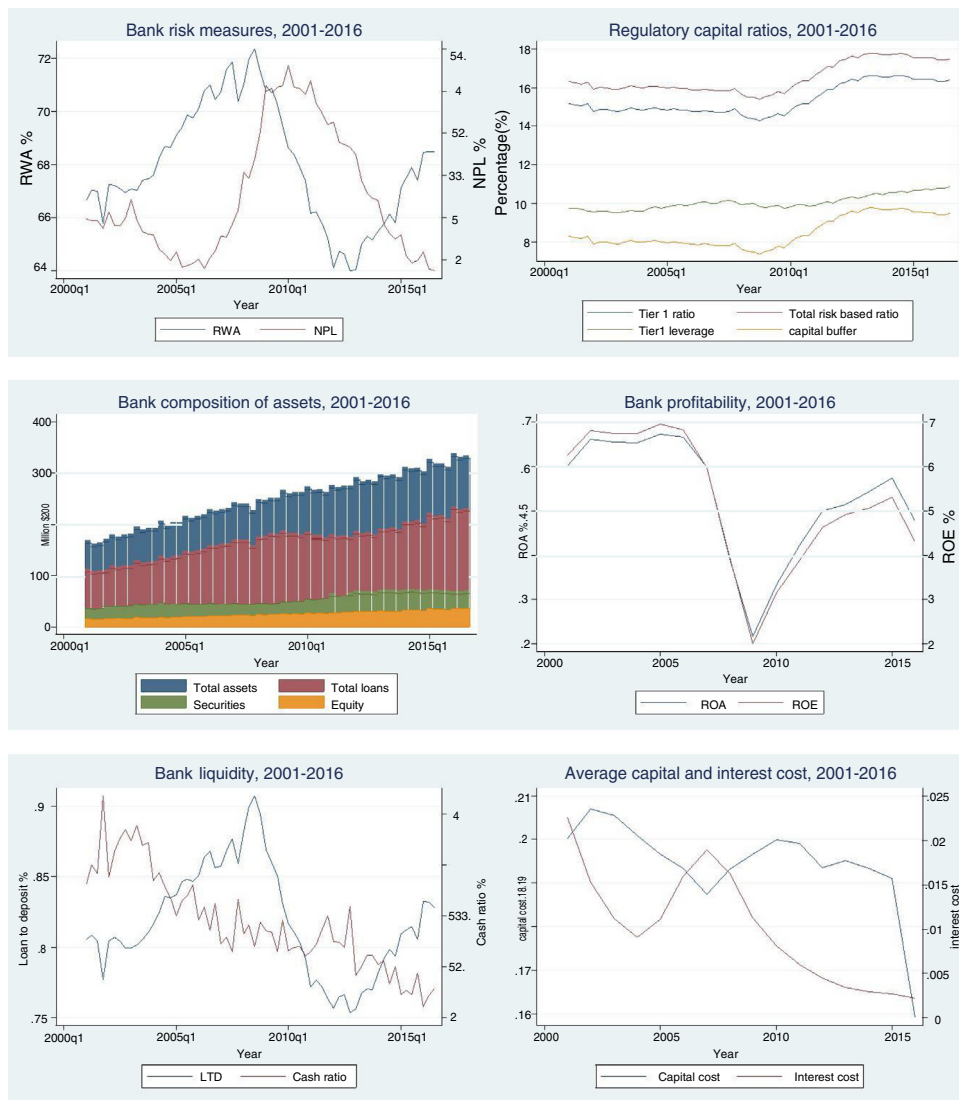 Bank risk measures, 2001-2016
72
70
68
66
64
RWA %
54.
4
52.
33.
5
2
NPL %
2000q1 2005q1 2010q1 2015q1
Year
RWA NPL
Regulatory capital ratios, 2001-2016
18
16
14
12
10
8
Percentage(%)
2000q1 2005q1 2010q1 2015q1
Year
Tier 1 ratio Total risk based ratio
Tier1 leverage capital buffer
Bank composition of assets, 2001-2016
400
300
Million $200
100
0
2000q1 2005q1 2010q1 2015q1
Year
Total assets Total loans
Securities Equity
Bank profitability, 2001-2016
.7
.6
ROA %.4.5
.3
.2
7
6
5
4
3
2
ROE %
2000 2005 2010 2015
Year
ROA ROE
Bank liquidity, 2001-2016
.9
.85
.8
.75
Loan to deposit %
4
533.
52.
2
Cash ratio %
2000q1 2005q1 2010q1 2015q1
Year
LTD Cash ratio
Average capital and interest cost, 2001-2016
.21
.2
capital cost.18.19
.17
.16
.025
.02
.015
.01
.005
0
interest cost
2000 2005 2010 2015
Year
Capital cost Interest cost